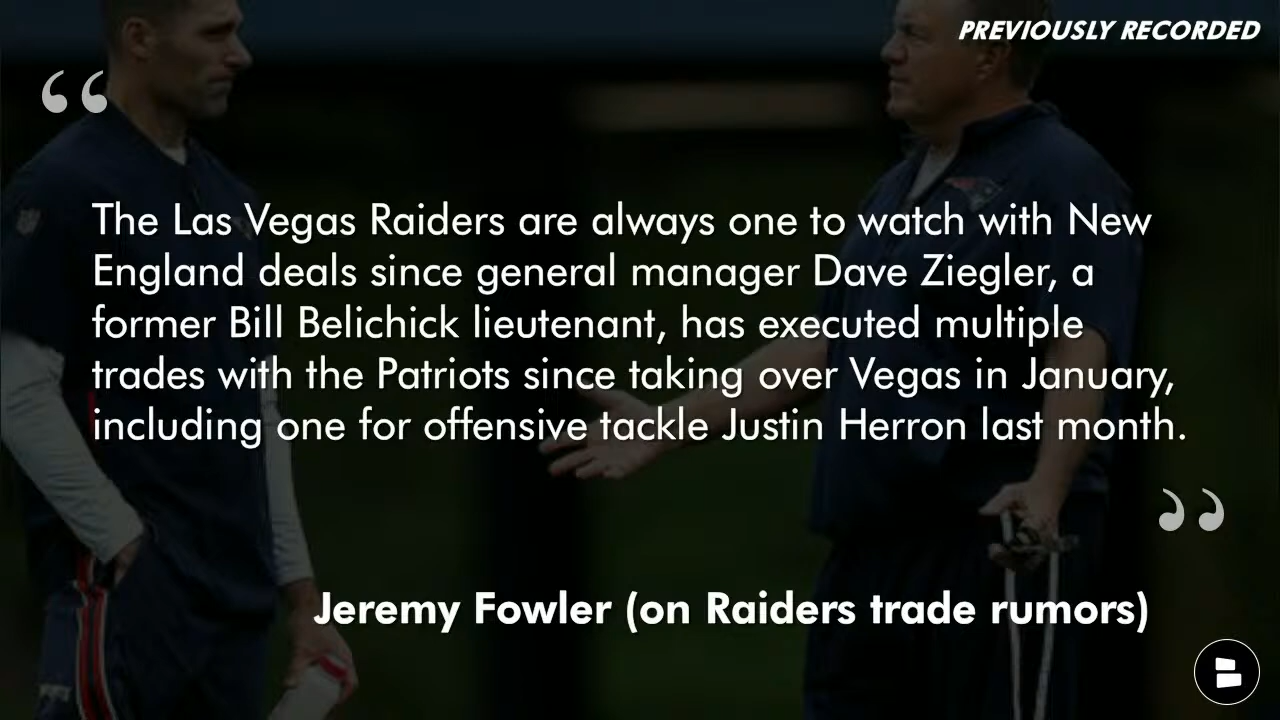 PREVIOUSLY RECORDED
“
The Las Vegas Raiders are always one to watch with New
England deals since general manager Dave Ziegler, a
former Bill Belichick lieutenant, has executed multiple
trades with the Patriots since taking over Vegas in January,
including one for offensive tackle Justin Herron last month.
”
Jeremy Fowler (on Raiders trade rumors)